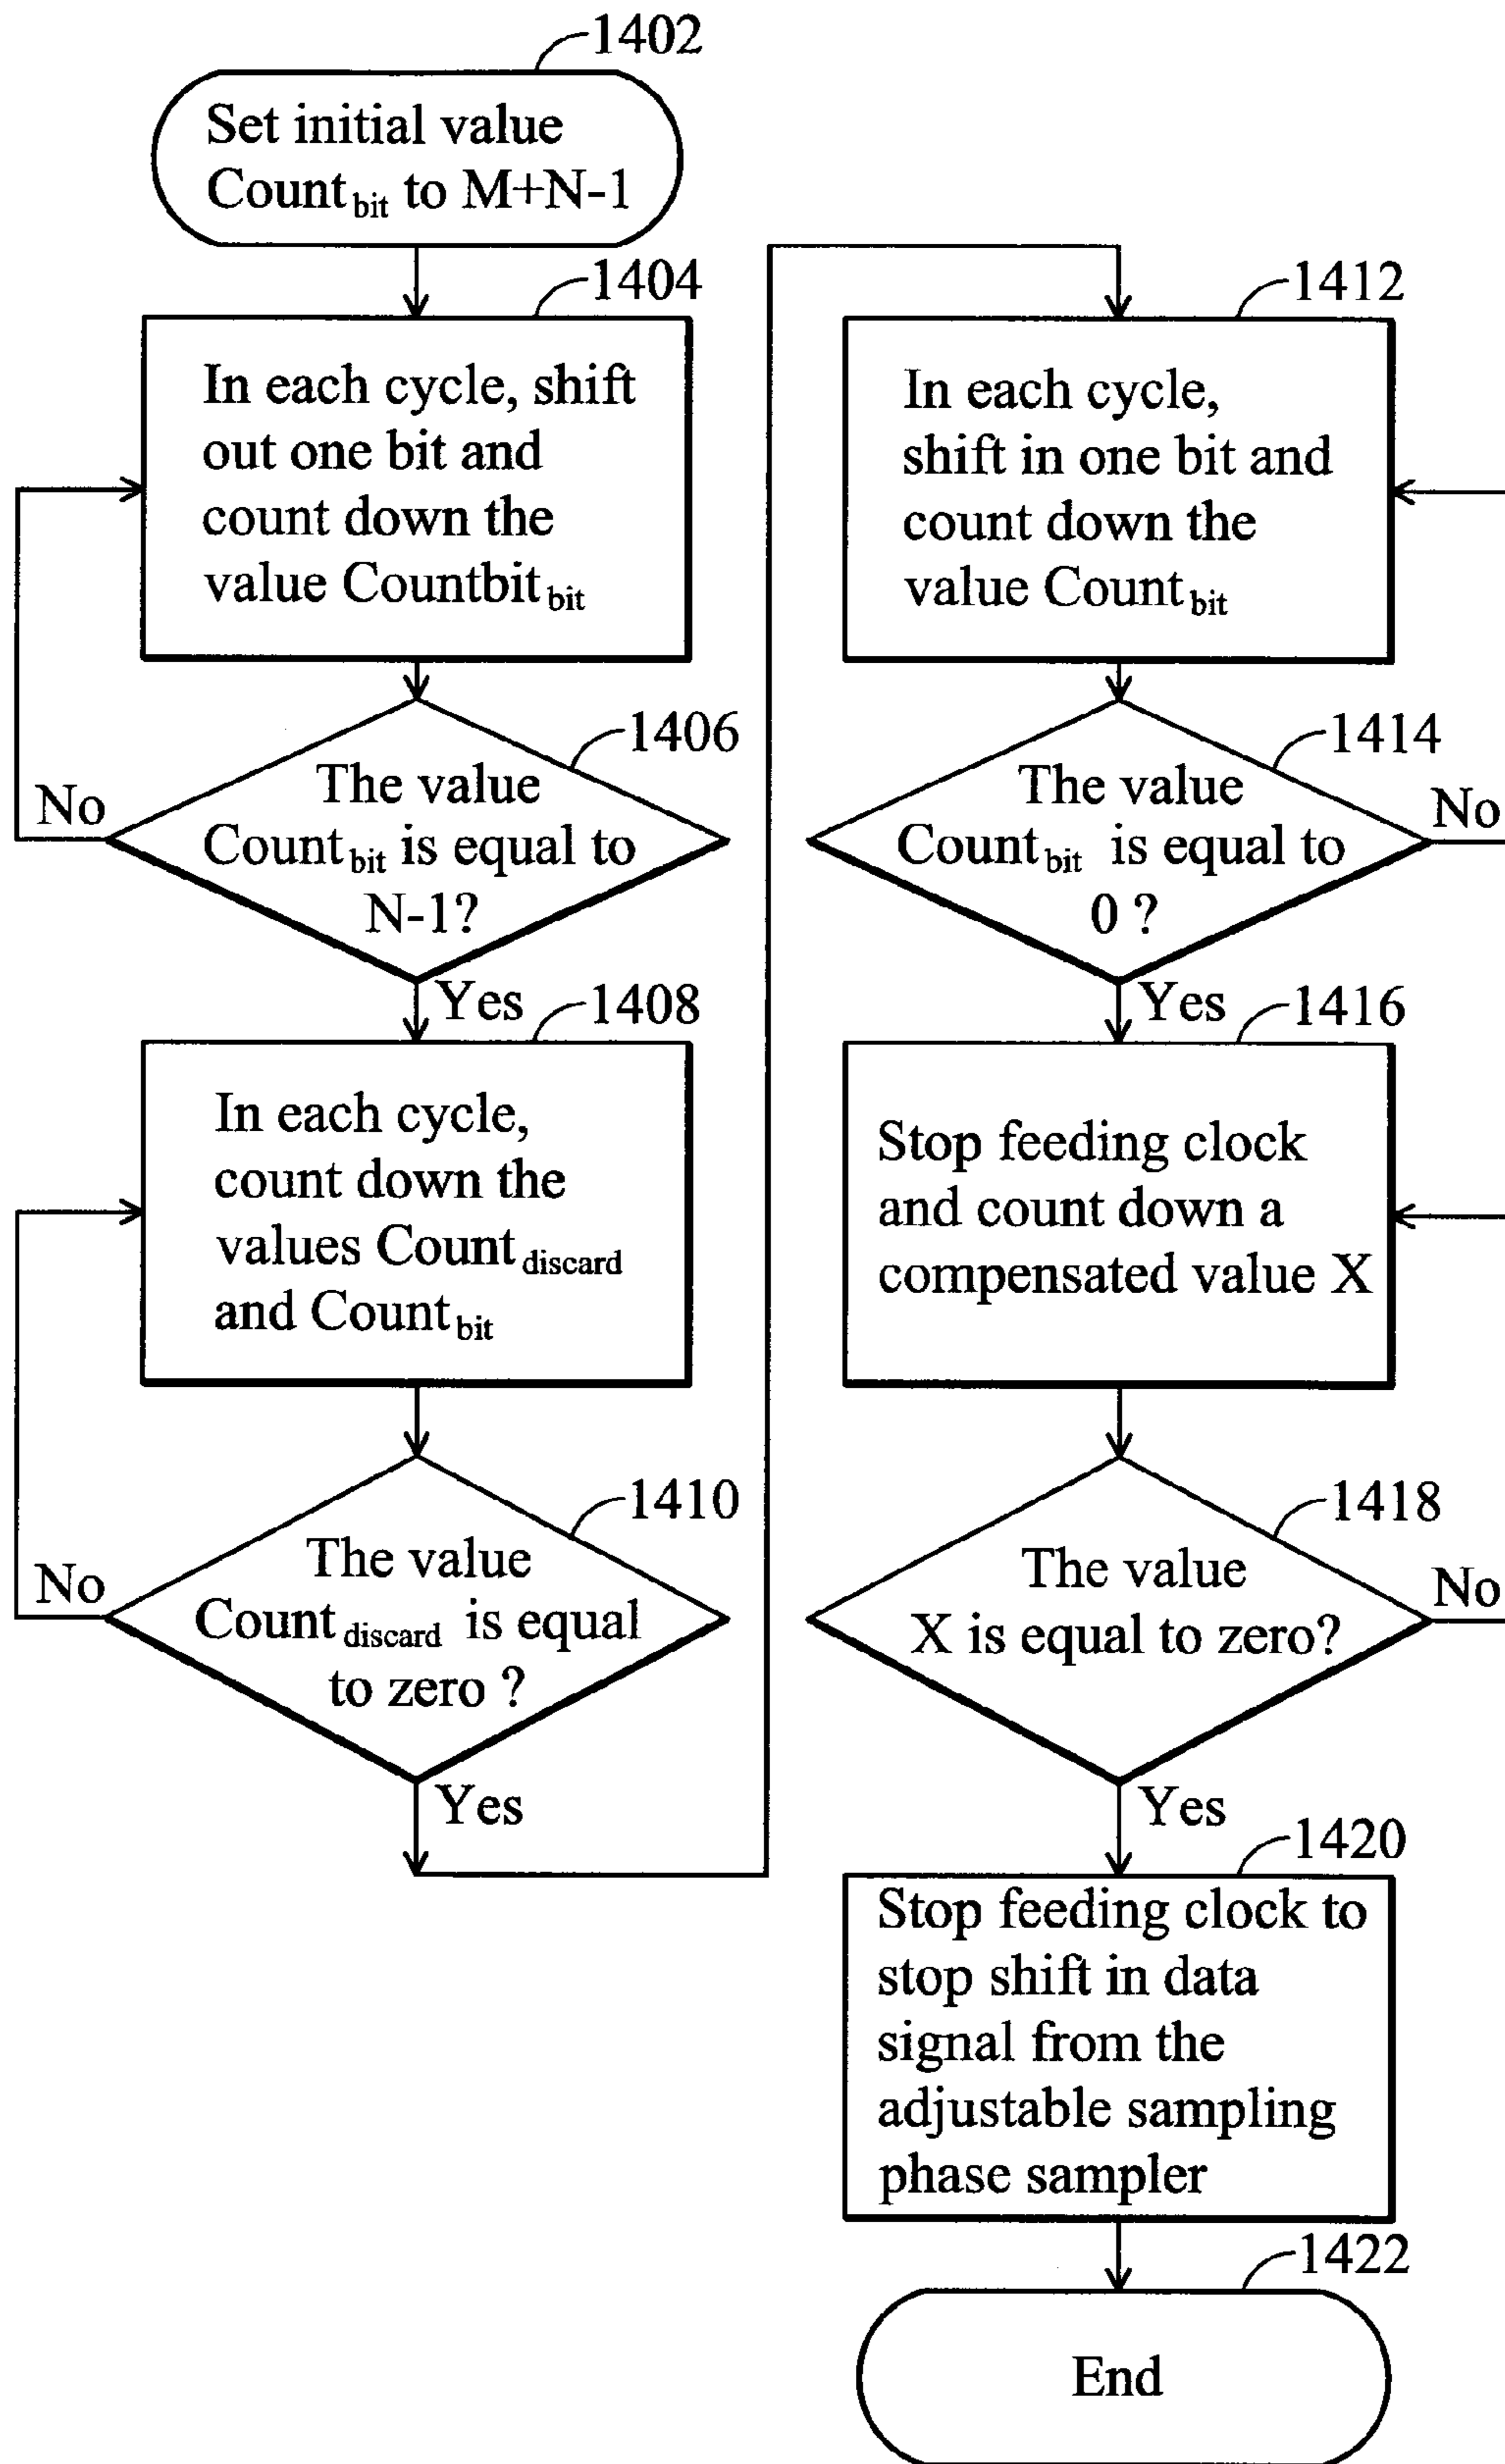 1402
Set initial value
Count bit to M+N-1
1404
In each cycle, shift
out one bit and
count down the
value Countbit bit
1406
The value
Count bit is equal to
N-1?
No
Yes
1408
In each cycle,
count down the
values Count discard
and Count bit
1410
The value
Count discard is equal
to zero ?
No
Yes
1412
In each cycle,
shift in one bit and
count down the
value Count bit
1414
The value
Count bit is equal to
0 ?
No
Yes
1416
Stop feeding clock
and count down a
compensated value X
1418
The value
X is equal to zero?
No
Yes
1420
Stop feeding clock to
stop shift in data
signal from the
adjustable sampling
phase sampler
1422
End